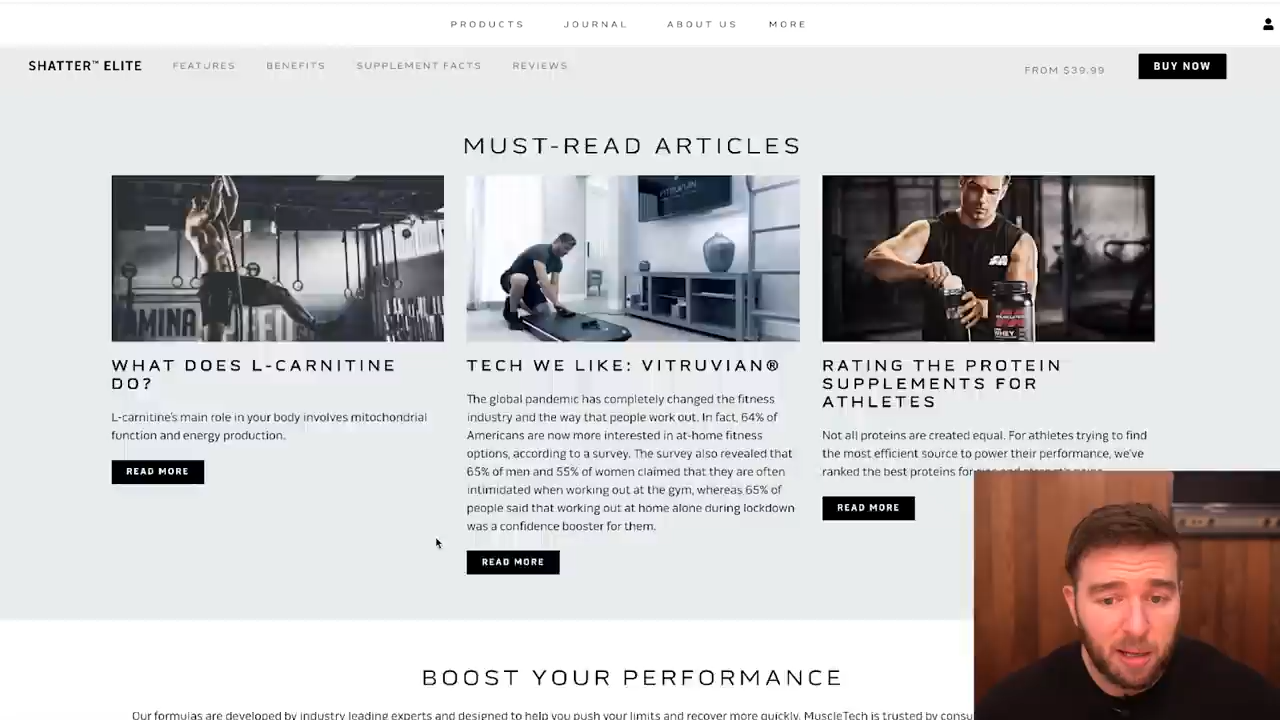 PRODUCTS JOURNAL ABOUT US MORE
SHATTER™ ELITE FEATURES BENEFITS SUPPLEMENT FACTS REVIEWS FROM $39.99 BUY NOW
MUST-READ ARTICLES
WHAT DOES L-CARNITINE
DO?
L-carnitine's main role in your body involves mitochondrial
function and energy production.
READ MORE
TECH WE LIKE: VITRUVIAN®
The global pandemic has completely changed the fitness
industry and the way that people work out. In fact, 64% of
Americans are now more interested in at-home fitness
options, according to a survey. The survey also revealed that
65% of men and 55% of women claimed that they are often
intimidated when working out at the gym, whereas 65% of
people said that working out at home alone during lockdown
was a confidence booster for them.
READ MORE
RATING THE PROTEIN
SUPPLEMENTS FOR
ATHLETES
Not all proteins are created equal. For athletes trying to find
the most efficient source to power their performance, we've
ranked the best proteins for
READ MORE
BOOST YOUR PERFORMANCE
Our formulas are developed by industry leading experts and designed to help you push your limits and recover more quickly. MuscleTech is trusted by